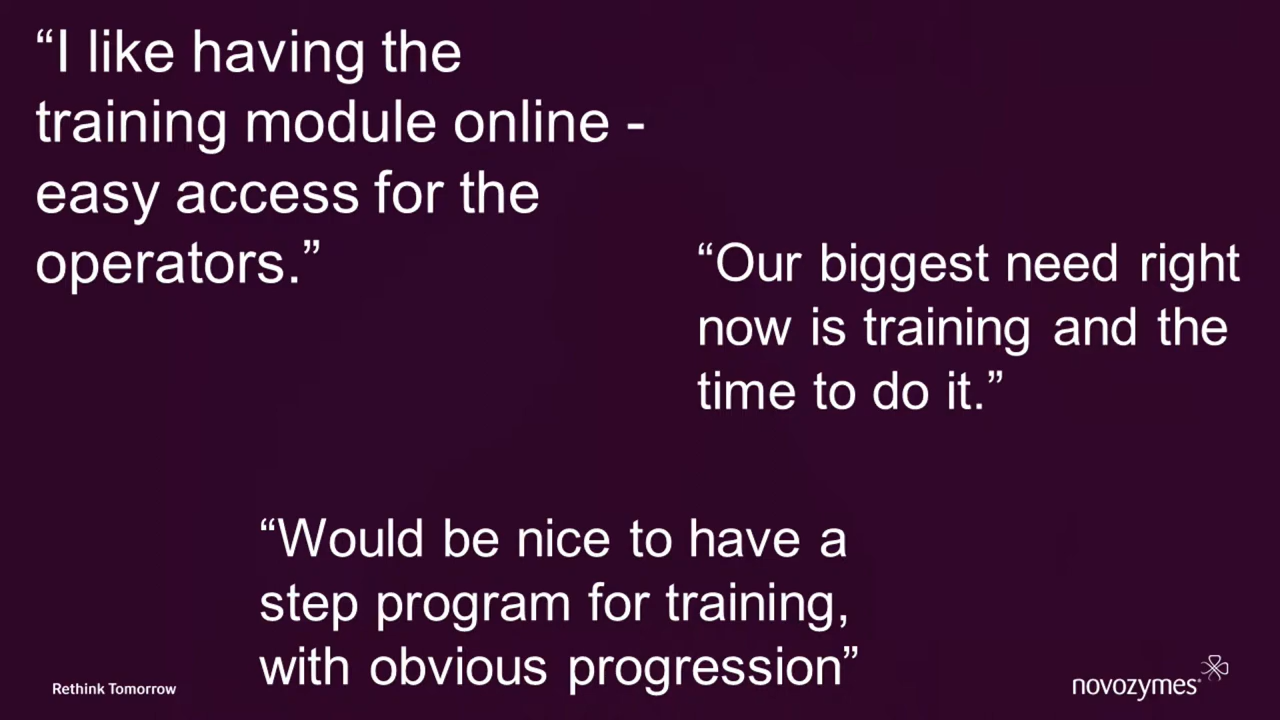 “I like having the
training module online -
easy access for the
operators.”
“Our biggest need right
now is training and the
time to do it.”
“Would be nice to have a
step program for training,
with obvious progression”
Rethink Tomorrow
novozymes